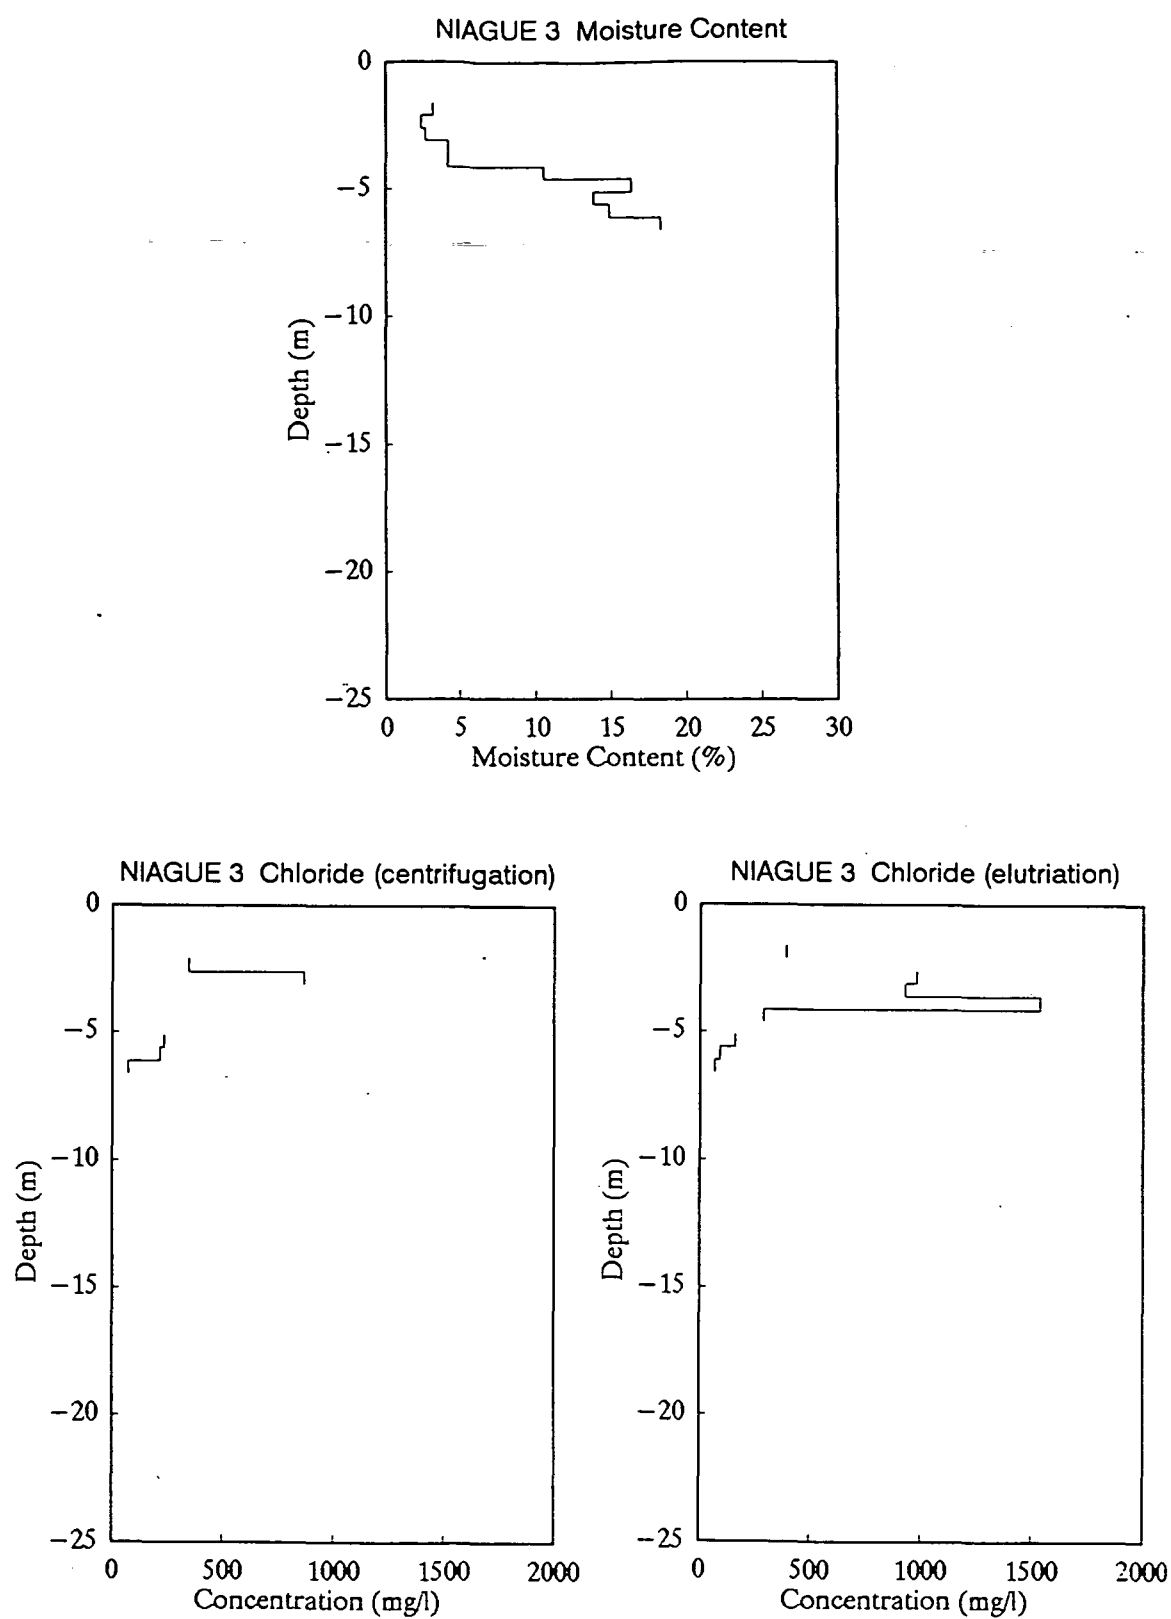 NIAGUE 3 Moisture Content
0
−5
−10
−15
−20
−25
Depth (m)
0 5 10 15 20 25 30
Moisture Content (%)
NIAGUE 3 Chloride (centrifugation)
0
−5
−10
−15
−20
−25
Depth (m)
0 500 1000 1500 2000
Concentration (mg/l)
NIAGUE 3 Chloride (elutriation)
0
−5
−10
−15
−20
−25
Depth (m)
0 500 1000 1500 2000
Concentration (mg/l)